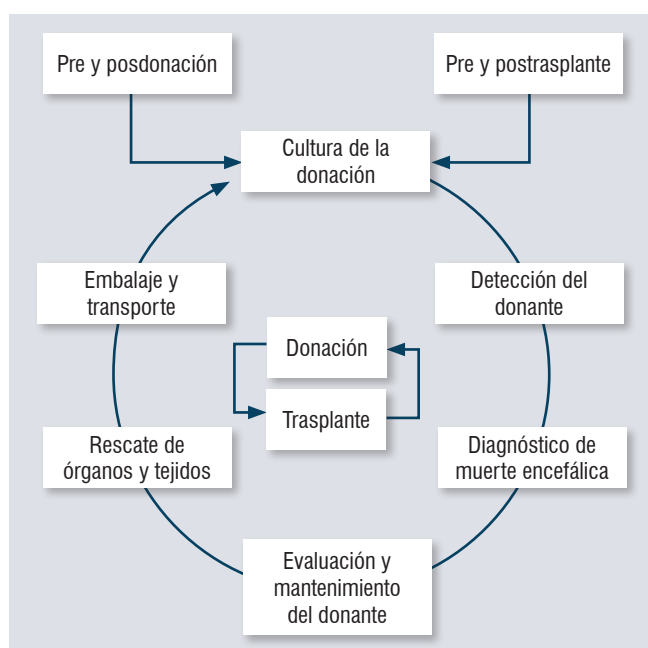 Pre y posdonación
Pre y postrasplante
Cultura de la
donación
Embalaje y
transporte
Detección del
donante
Donación
Trasplante
Rescate de
órganos y tejidos
Diagnóstico de
muerte encefálica
Evaluación y
mantenimiento
del donante